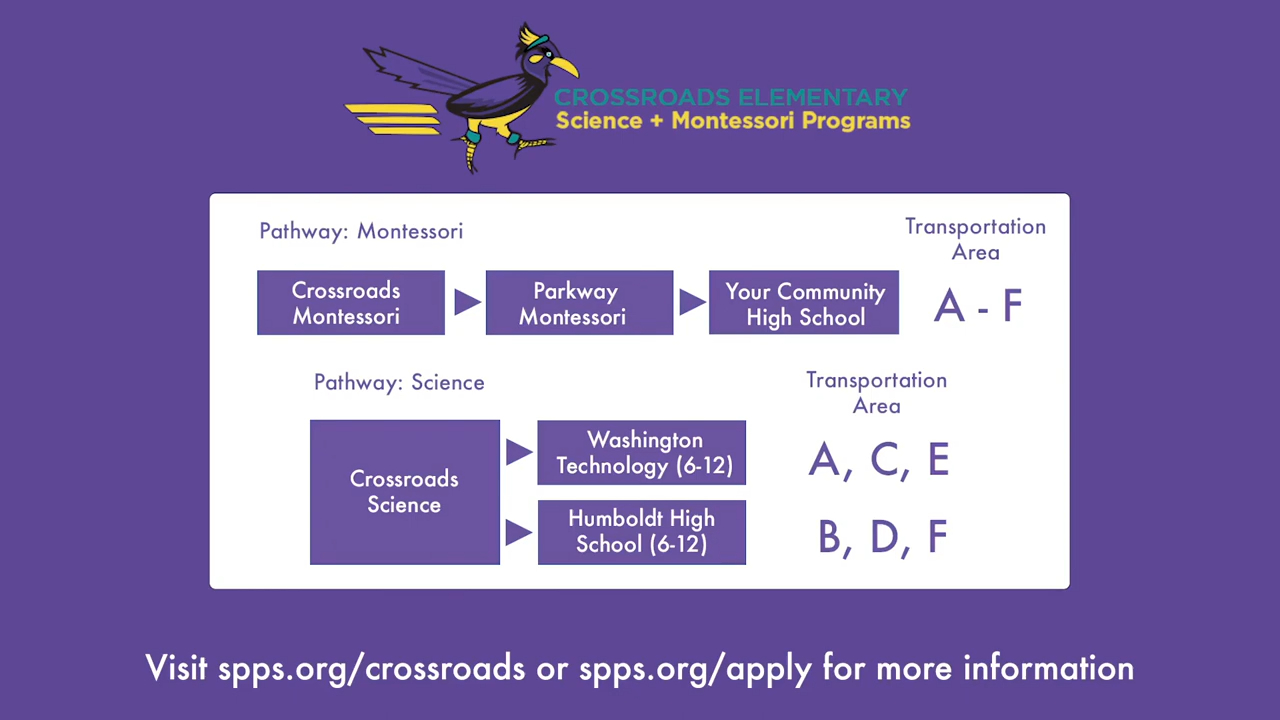 CROSSROADS ELEMENTARY
Science + Montessori Programs
Pathway: Montessori
Transportation
Area
Crossroads
Montessori
Parkway
Montessori
Your Community
High School
A - F
Pathway: Science
Transportation
Area
Crossroads
Science
Washington
Technology (6-12)
A, C, E
Humboldt High
School (6-12)
B, D, F
Visit spps.org/crossroads or spps.org/apply for more information